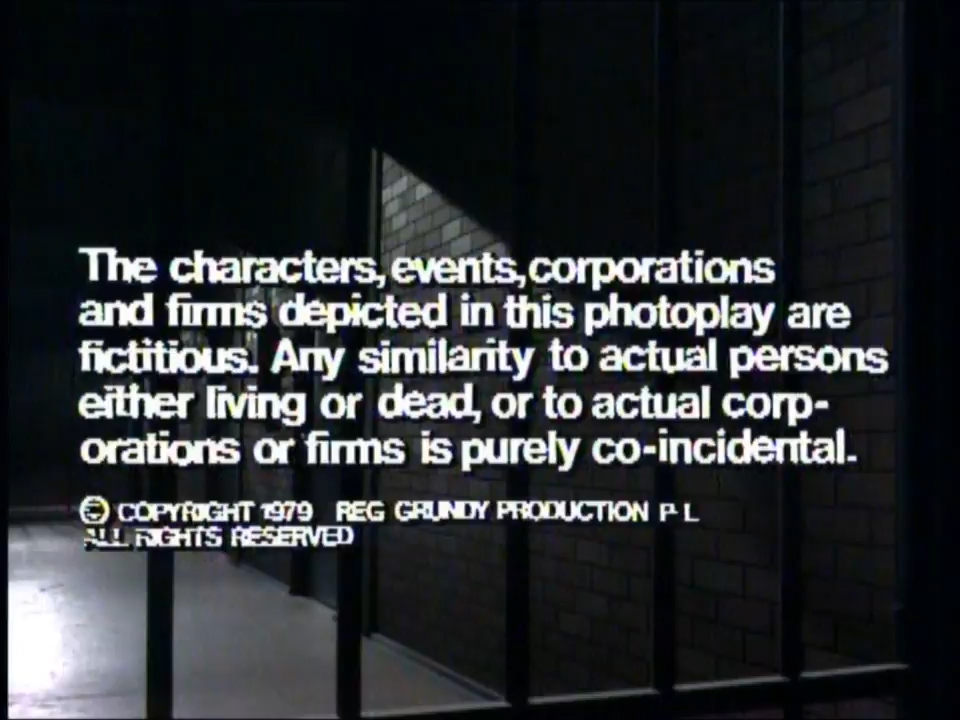 The characters, events, corporations
and firms depicted in this photoplay are
fictitious. Any similarity to actual persons
either living or dead, or to actual corp-
orations or firms is purely co-incidental.
© COPYRIGHT 1979 REG GRUNDY PRODUCTION P L
ALL RIGHTS RESERVED